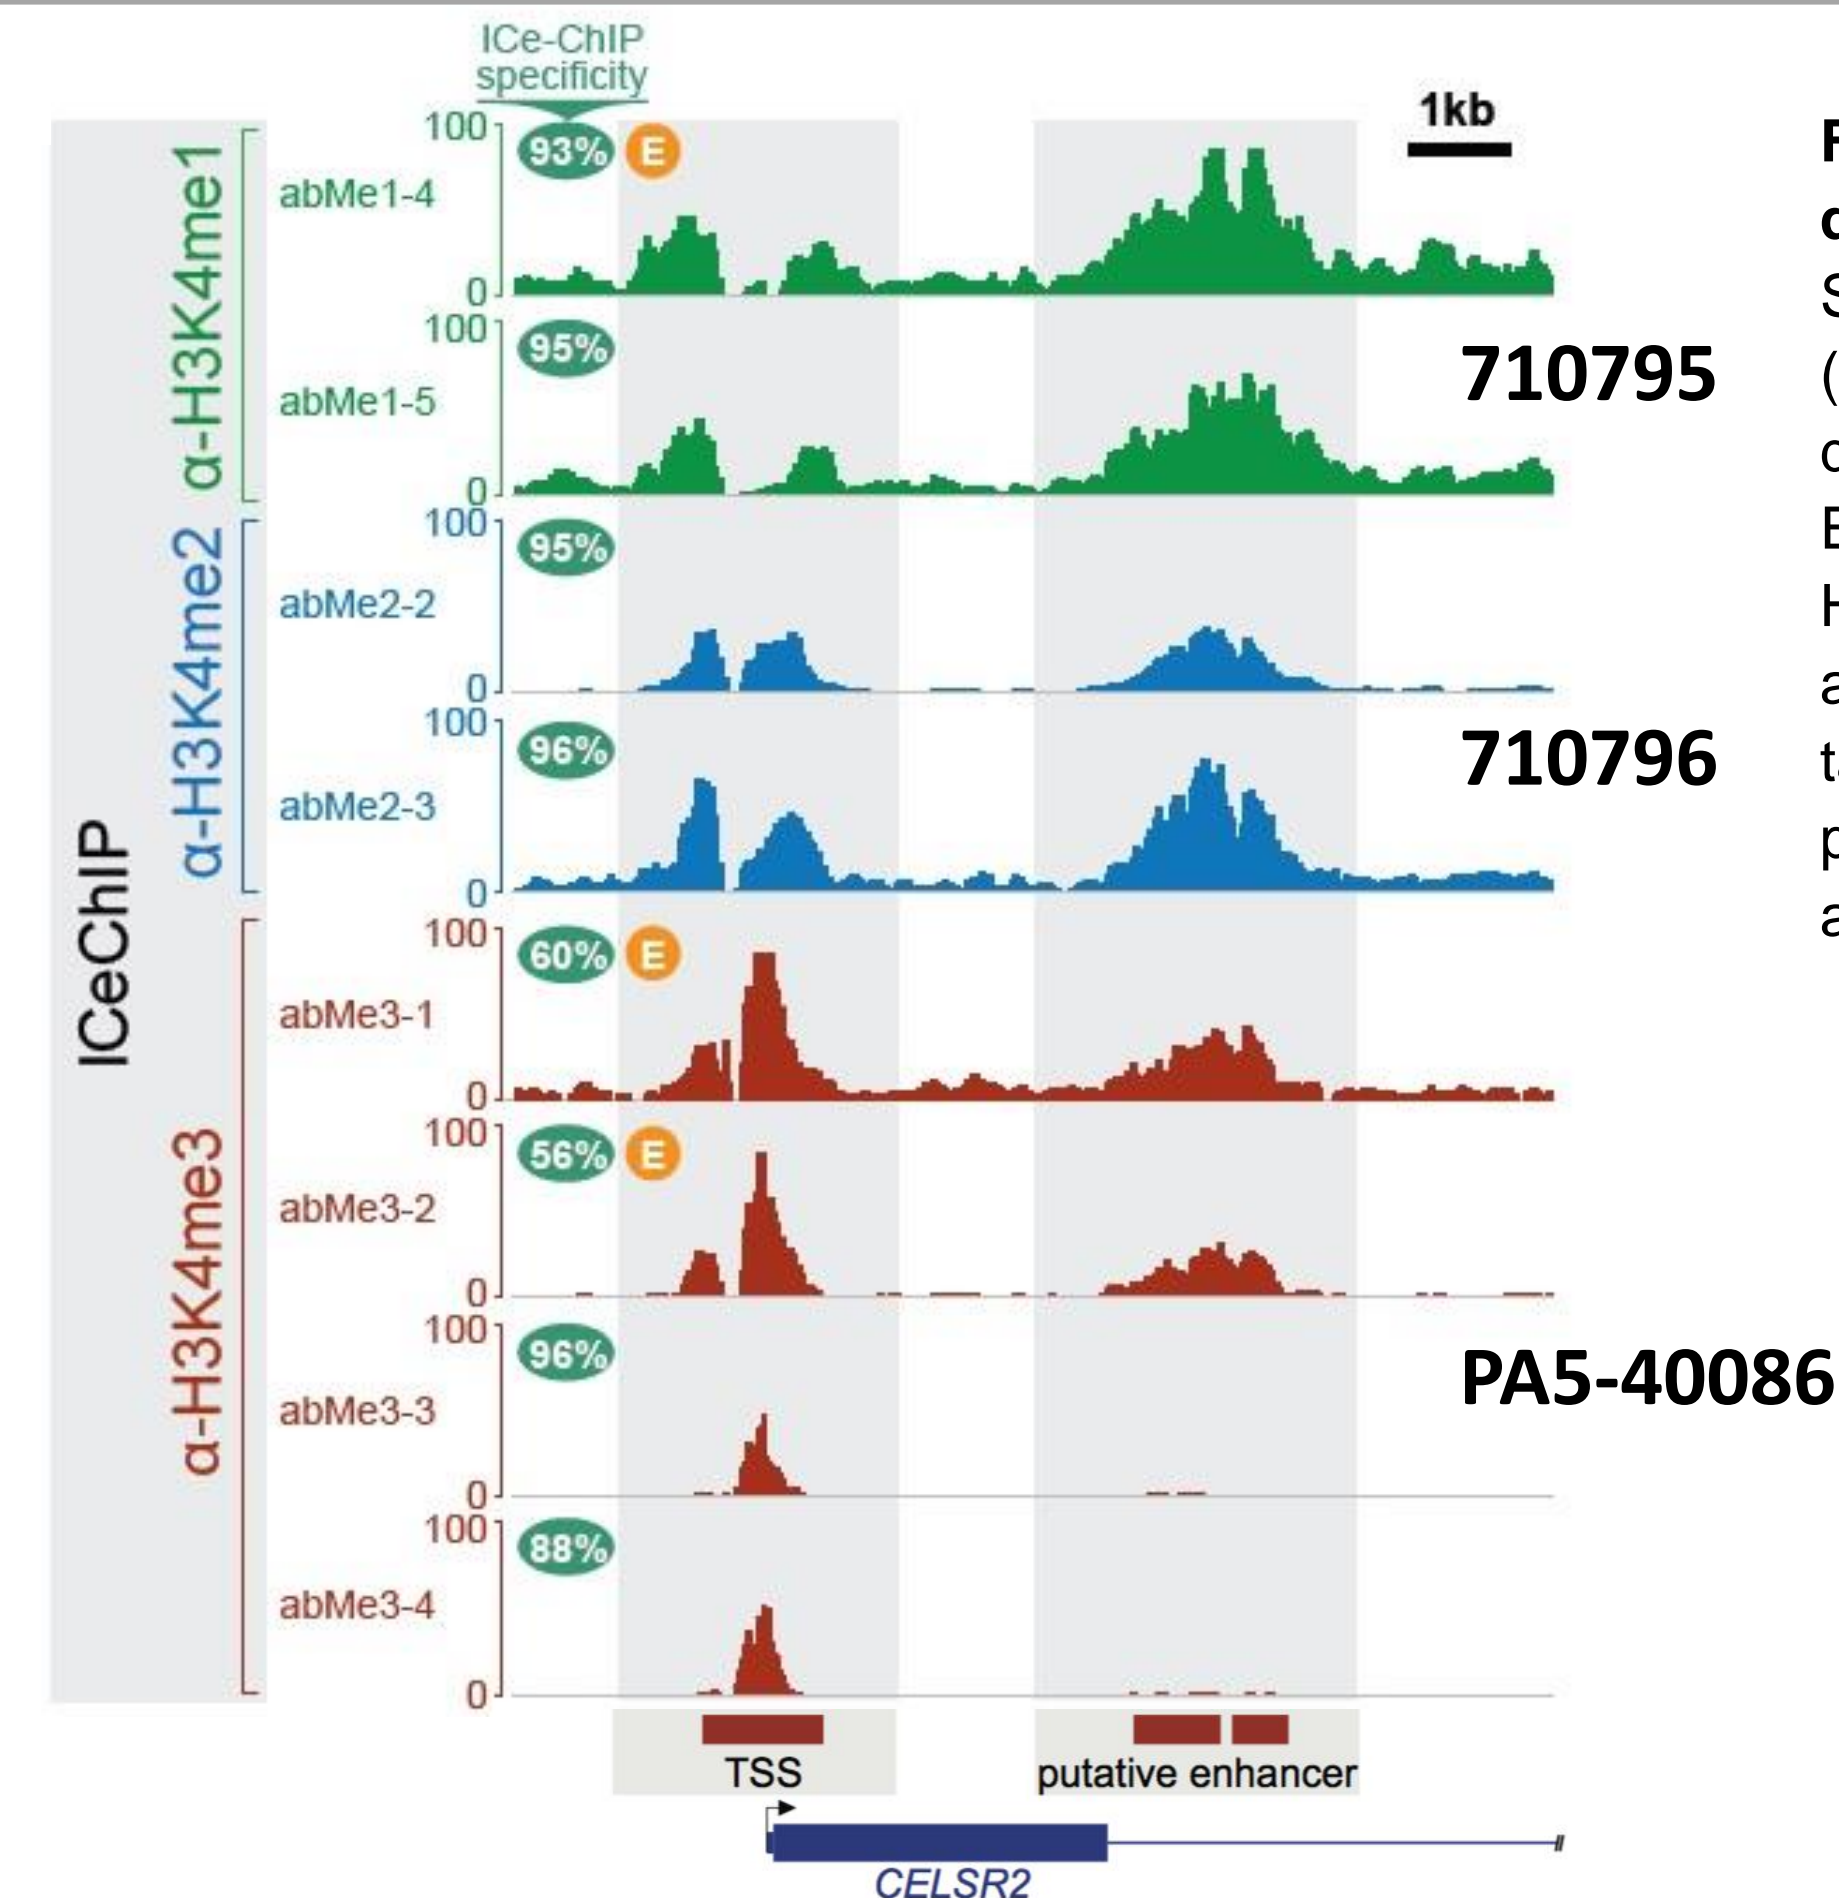 ICe-ChIP
specificity
1kb
ICeChIP
α-H3K4me1
100
93% E
abMe1-4
0
100
95%
abMe1-5
0
710795
α-H3K4me2
100
95%
abMe2-2
0
100
96%
abMe2-3
0
710796
α-H3K4me3
100
60% E
abMe3-1
0
100
56% E
abMe3-2
0
100
96%
abMe3-3
0
PA5-40086
100
88%
abMe3-4
0
TSS
putative enhancer
CELSR2